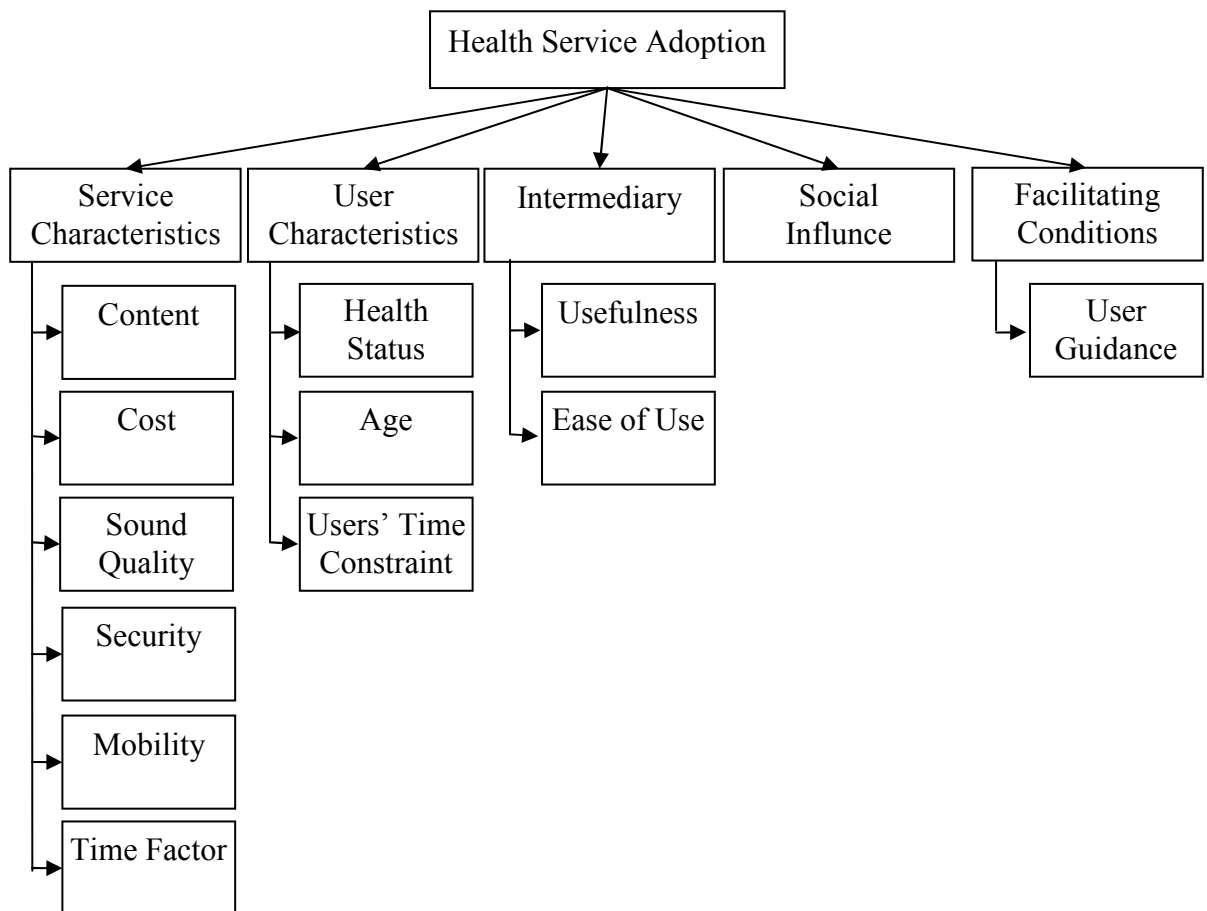 Health Service Adoption
Service
Characteristics
User
Characteristics
Intermediary
Social
Influnce
Facilitating
Conditions
Content
Cost
Sound
Quality
Security
Mobility
Time Factor
Health
Status
Age
Users’ Time
Constraint
Usefulness
Ease of Use
User
Guidance